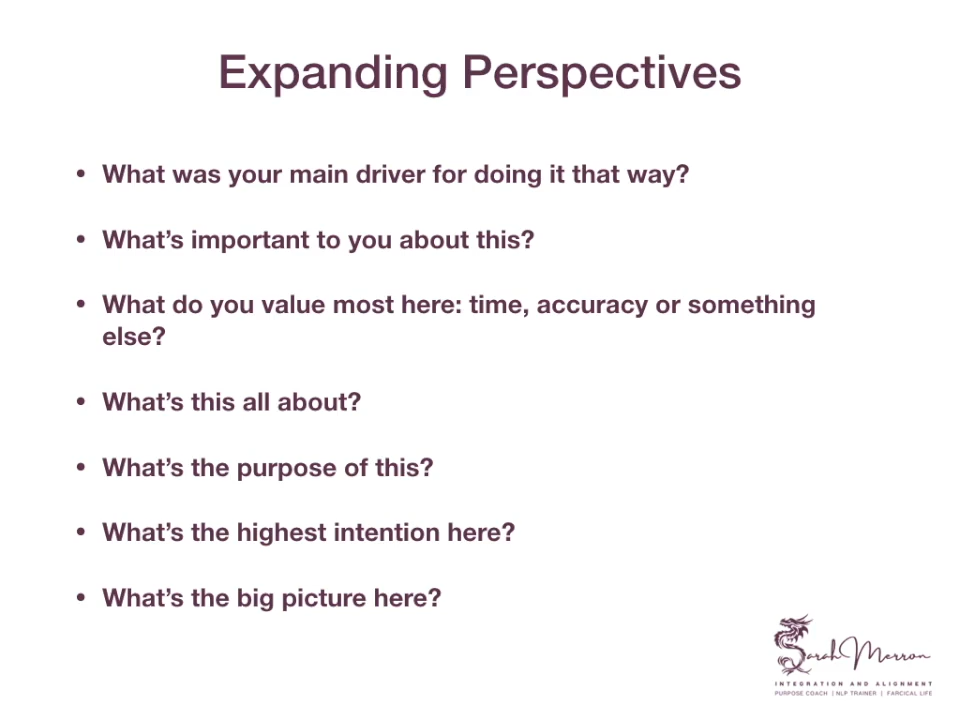 Expanding Perspectives
• What was your main driver for doing it that way?
• What’s important to you about this?
• What do you value most here: time, accuracy or something
else?
• What’s this all about?
• What’s the purpose of this?
• What’s the highest intention here?
• What’s the big picture here?
Sarah Merron
INTEGRATION AND ALIGNMENT
PURPOSE COACH | NLP TRAINER | FARCICAL LIFE